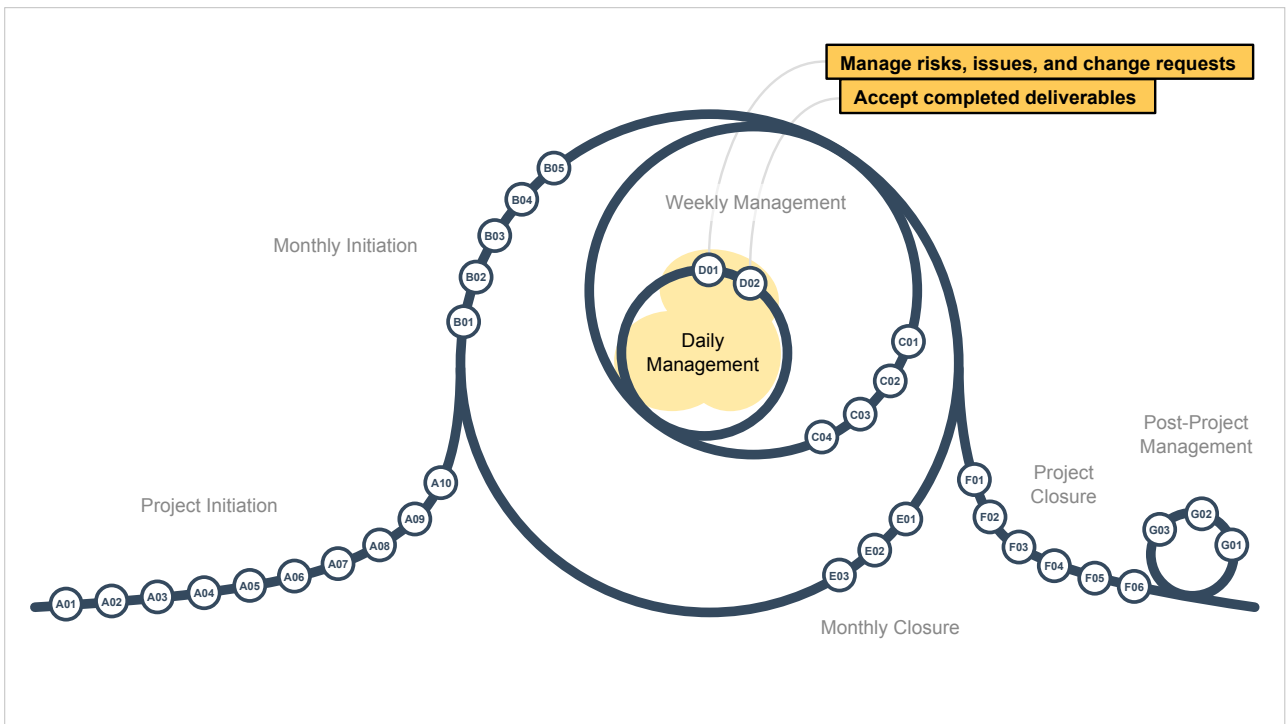 Manage risks, issues, and change requests
Accept completed deliverables
B05
B04
B03
B02
B01
Monthly Initiation
Weekly Management
D01
D02
Daily
Management
C01
C02
C03
C04
Project Initiation
A01
A02
A03
A04
A05
A06
A07
A08
A09
A10
E01
E02
E03
Monthly Closure
Project
Closure
F01
F02
F03
F04
F05
F06
Post-Project
Management
G03
G02
G01